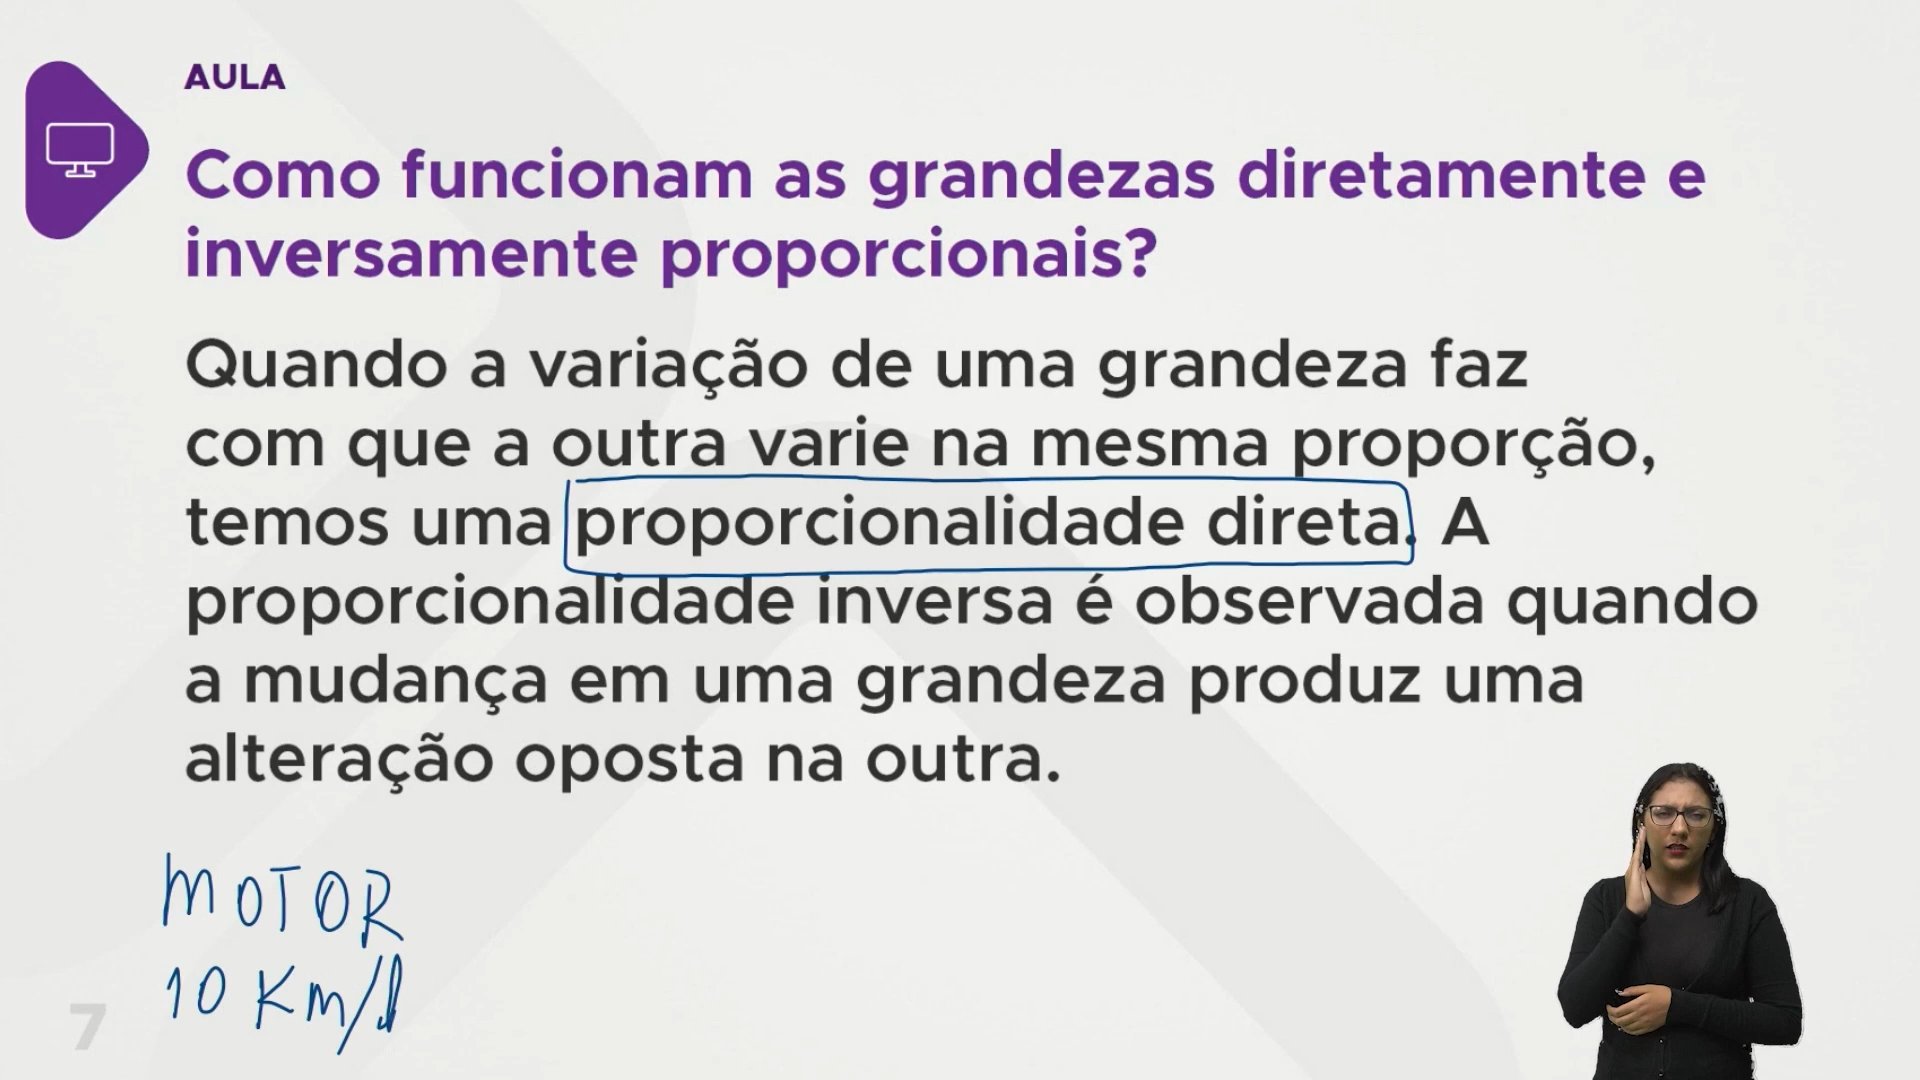 AULA
Como funcionam as grandezas diretamente e
inversamente proporcionais?
Quando a variação de uma grandeza faz
com que a outra varie na mesma proporção,
temos uma proporcionalidade direta. A
proporcionalidade inversa é observada quando
a mudança em uma grandeza produz uma
alteração oposta na outra.
MOTOR
10 Km/l
7